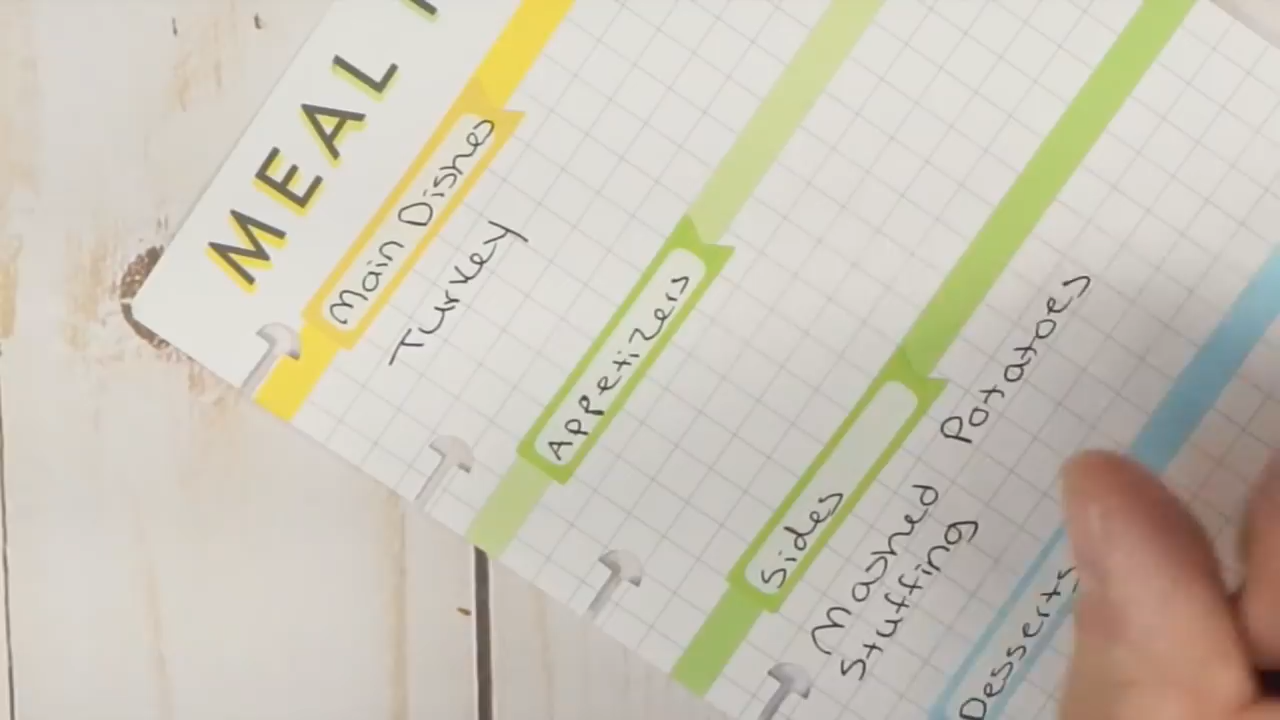 MEAL
Main Dishes
Turkey
Appetizers
Sides
Mashed Potatoes
Stuffing
Desserts